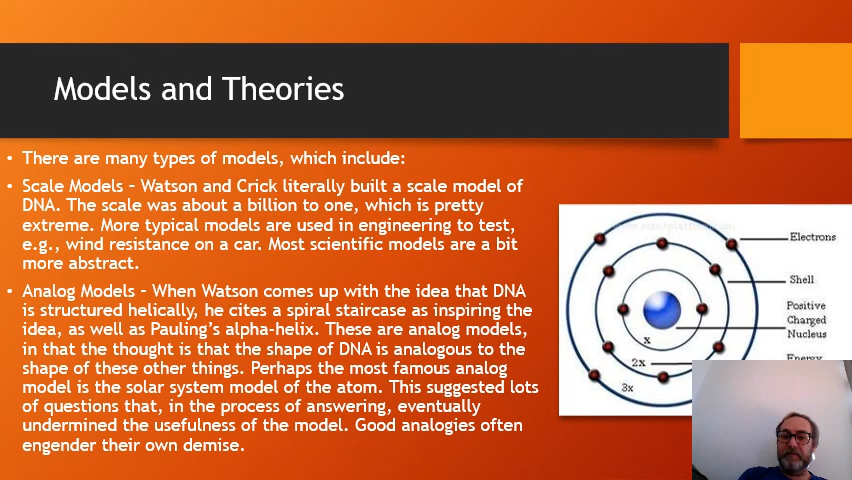 Models and Theories
• There are many types of models, which include:
• Scale Models – Watson and Crick literally built a scale model of
DNA. The scale was about a billion to one, which is pretty
extreme. More typical models are used in engineering to test,
e.g., wind resistance on a car. Most scientific models are a bit
more abstract.
• Analog Models – When Watson comes up with the idea that DNA
is structured helically, he cites a spiral staircase as inspiring the
idea, as well as Pauling's alpha-helix. These are analog models,
in that the thought is that the shape of DNA is analogous to the
shape of these other things. Perhaps the most famous analog
model is the solar system model of the atom. This suggested lots
of questions that, in the process of answering, eventually
undermined the usefulness of the model. Good analogies often
engender their own demise.
Electrons
Shell
Positive
Charged
Nucleus
Energy
x
2x
3x